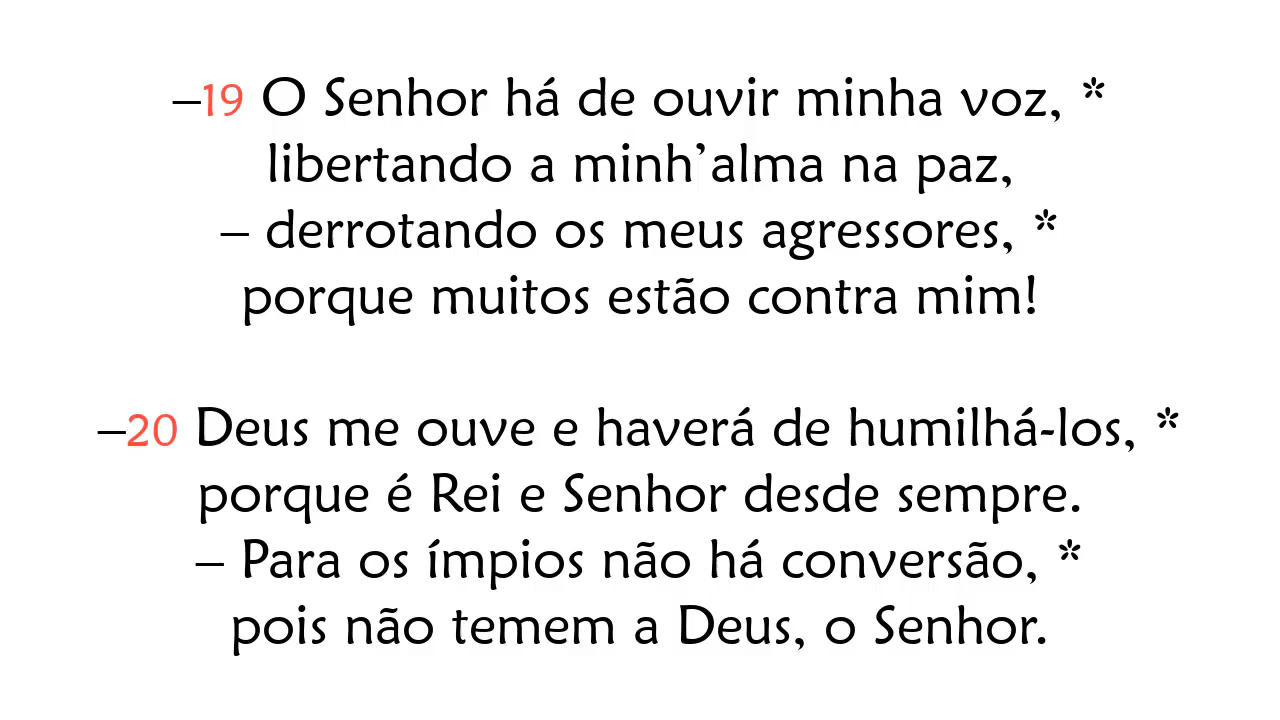 –19 O Senhor há de ouvir minha voz, *
libertando a minh’alma na paz,
– derrotando os meus agressores, *
porque muitos estão contra mim!
–20 Deus me ouve e haverá de humilhá-los, *
porque é Rei e Senhor desde sempre.
– Para os ímpios não há conversão, *
pois não temem a Deus, o Senhor.